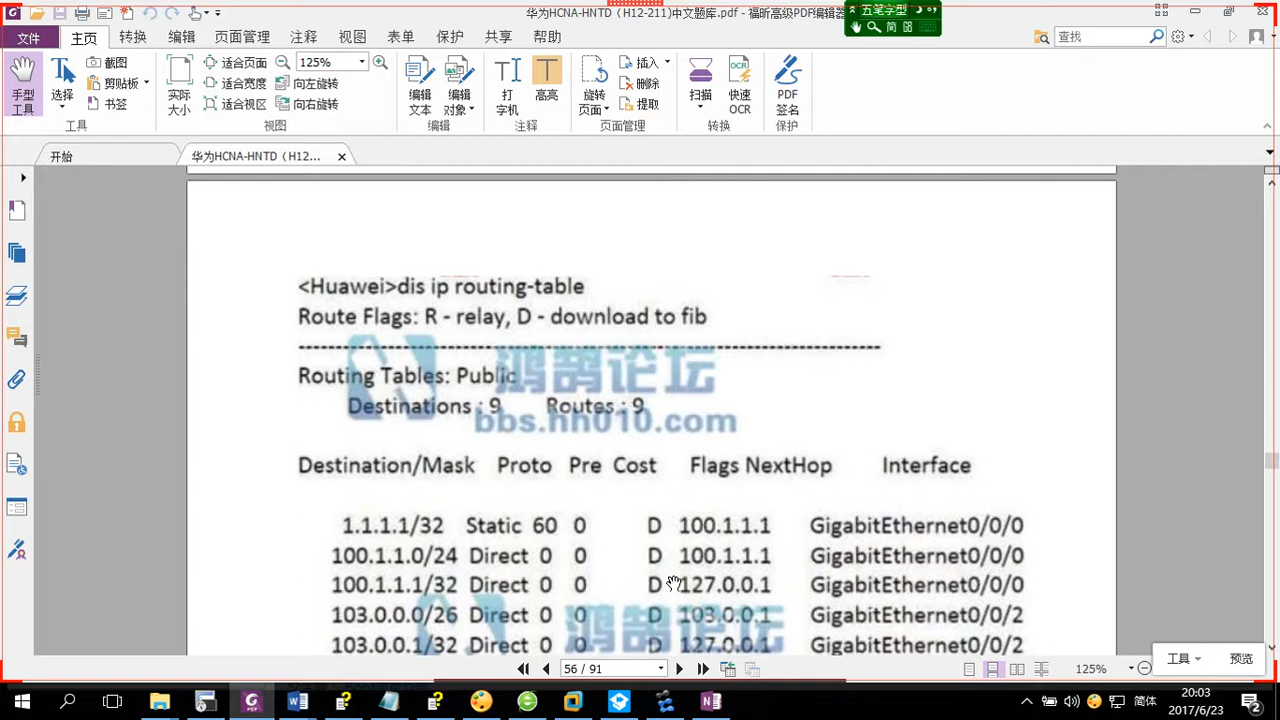 华为HCNA-HNTD（H12-211)中文题库.pdf - 福昕高级PDF编辑器
五笔字型
简
文件 主页 转换 编辑 页面管理 注释 视图 表单 保护 共享 帮助
查找
手型工具
选择
截图
剪贴板
书签
工具
实际大小
适合页面
适合宽度
适合视区
125%
向左旋转
向右旋转
视图
编辑文本
编辑对象
编辑
打字机
高亮
注释
旋转页面
插入
删除
提取
页面管理
扫描
快速OCR
转换
PDF签名
保护
开始
华为HCNA-HNTD（H12...
<Huawei>dis ip routing-table
Route Flags: R - relay, D - download to fib
--------------------------------------------------------------
Routing Tables: Public
鸿鹄论坛
Destinations : 9 Routes : 9
bbs.hh010.com
Destination/Mask Proto Pre Cost Flags NextHop Interface
1.1.1.1/32 Static 60 0 D 100.1.1.1 GigabitEthernet0/0/0
100.1.1.0/24 Direct 0 0 D 100.1.1.1 GigabitEthernet0/0/0
100.1.1.1/32 Direct 0 0 D 127.0.0.1 GigabitEthernet0/0/0
103.0.0.0/26 Direct 0 0 D 103.0.0.1 GigabitEthernet0/0/2
鸿鹄论坛
103.0.0.1/32 Direct 0 0 D 127.0.0.1 GigabitEthernet0/0/2
56 / 91
125%
工具 预览
简体
20:03
2017/6/23